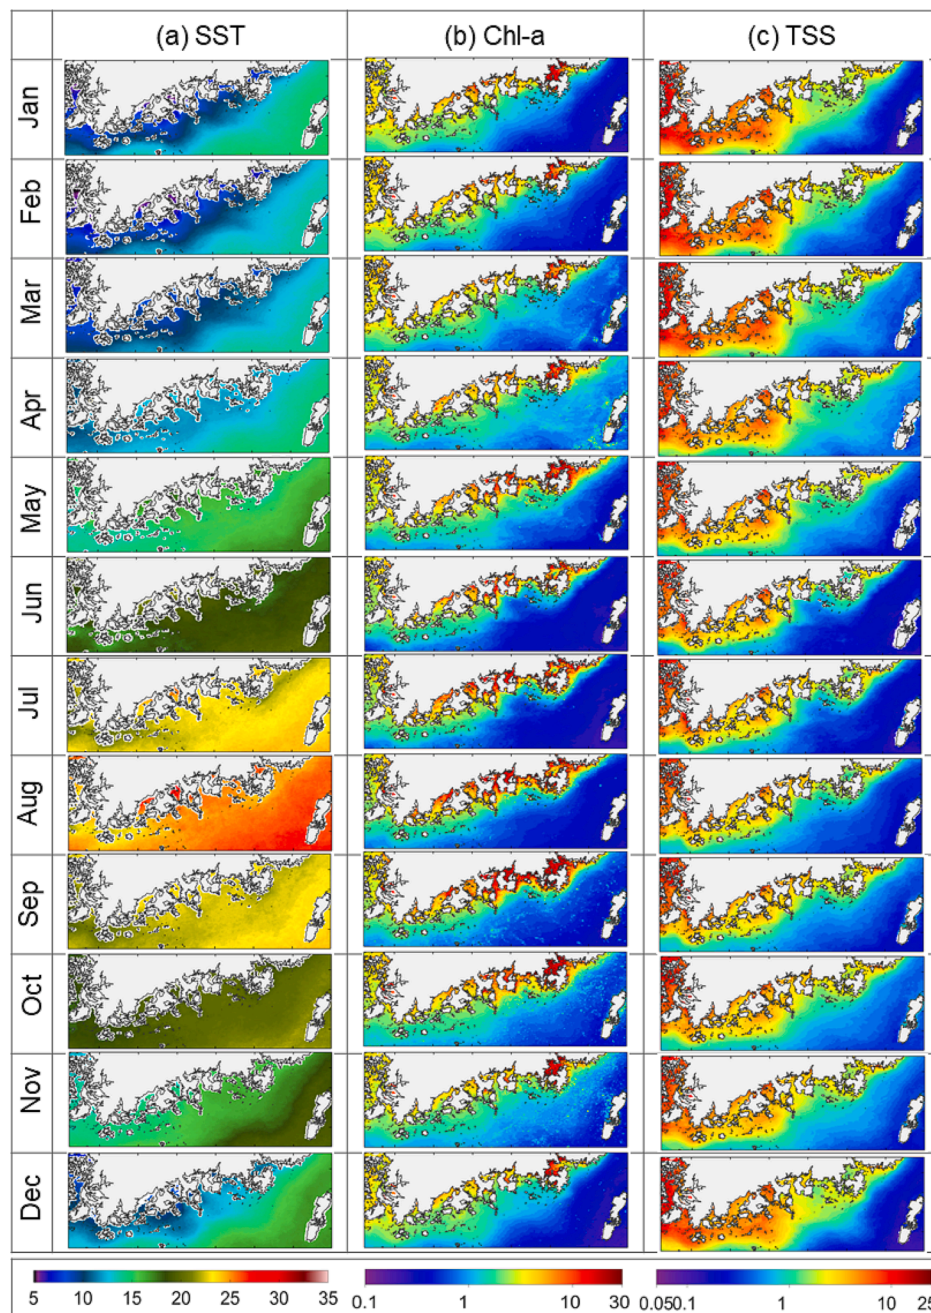 (a) SST (b) Chl-a (c) TSS
Jan
Feb
Mar
Apr
May
Jun
Jul
Aug
Sep
Oct
Nov
Dec
5 10 15 20 25 30 35 0.1 1 10 30 0.05 0.1 1 10 25